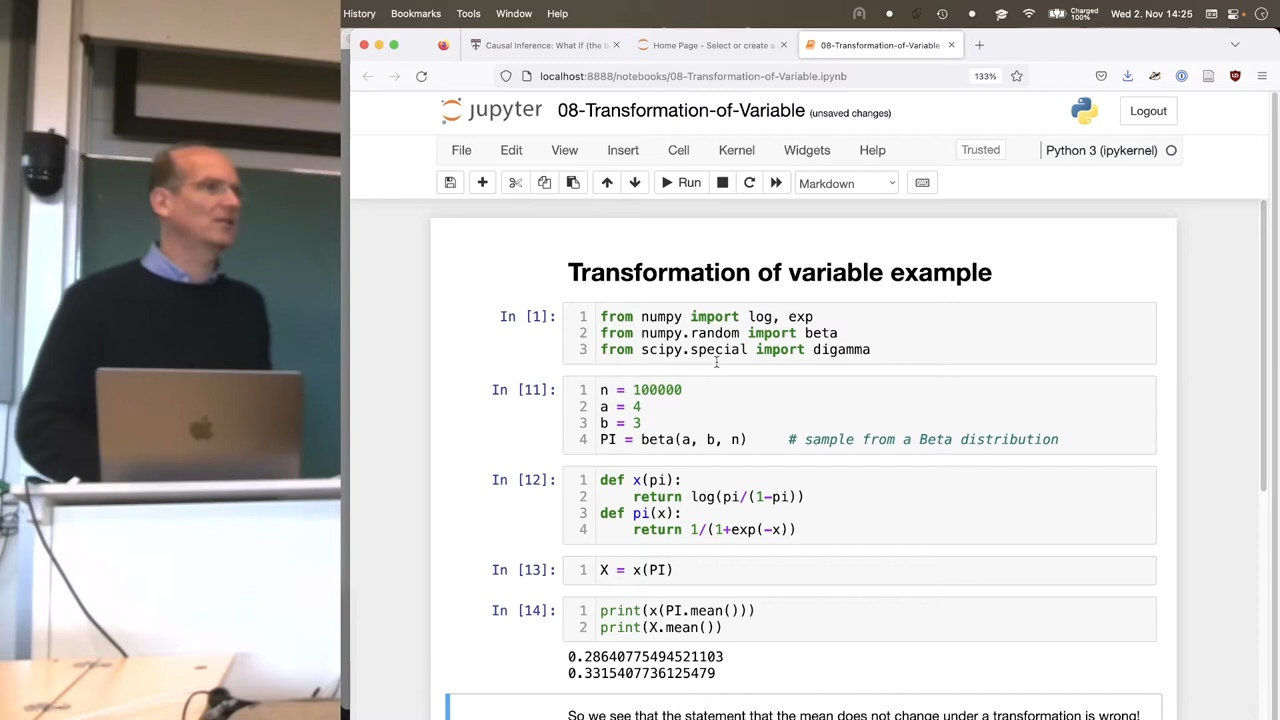 History Bookmarks Tools Window Help Charged 100% Wed 2. Nov 14:25
Causal Inference: What If (the b × Home Page - Select or create a × 08-Transformation-of-Variable × +
localhost:8888/notebooks/08-Transformation-of-Variable.ipynb 133%
jupyter 08-Transformation-of-Variable (unsaved changes) Logout
File Edit View Insert Cell Kernel Widgets Help Trusted Python 3 (ipykernel)
Run Markdown
Transformation of variable example
In [1]: 1 from numpy import log, exp
2 from numpy.random import beta
3 from scipy.special import digamma
In [11]: 1 n = 100000
2 a = 4
3 b = 3
4 PI = beta(a, b, n) # sample from a Beta distribution
In [12]: 1 def x(pi):
2 return log(pi/(1-pi))
3 def pi(x):
4 return 1/(1+exp(-x))
In [13]: 1 X = x(PI)
In [14]: 1 print(x(PI.mean()))
2 print(X.mean())
0.28640775494521103
0.3315407736125479
So we see that the statement that the mean does not change under a transformation is wrong!